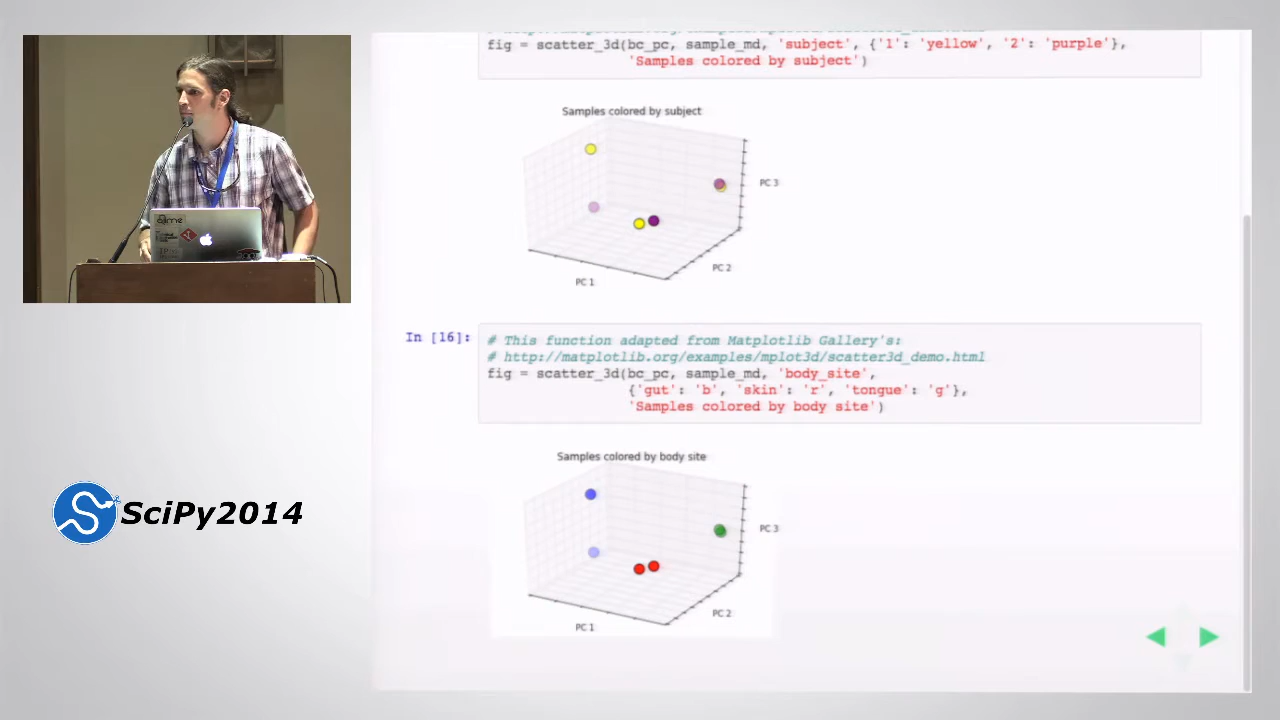 fig = scatter_3d(bc_pc, sample_md, 'subject', {'1': 'yellow', '2': 'purple'},
'Samples colored by subject')
Samples colored by subject
PC 3
PC 2
PC 1
In [16]:
# This function adapted from Matplotlib Gallery's:
# http://matplotlib.org/examples/mplot3d/scatter3d_demo.html
fig = scatter_3d(bc_pc, sample_md, 'body_site',
{'gut': 'b', 'skin': 'r', 'tongue': 'g'},
'Samples colored by body site')
Samples colored by body site
PC 3
PC 2
PC 1
SciPy2014